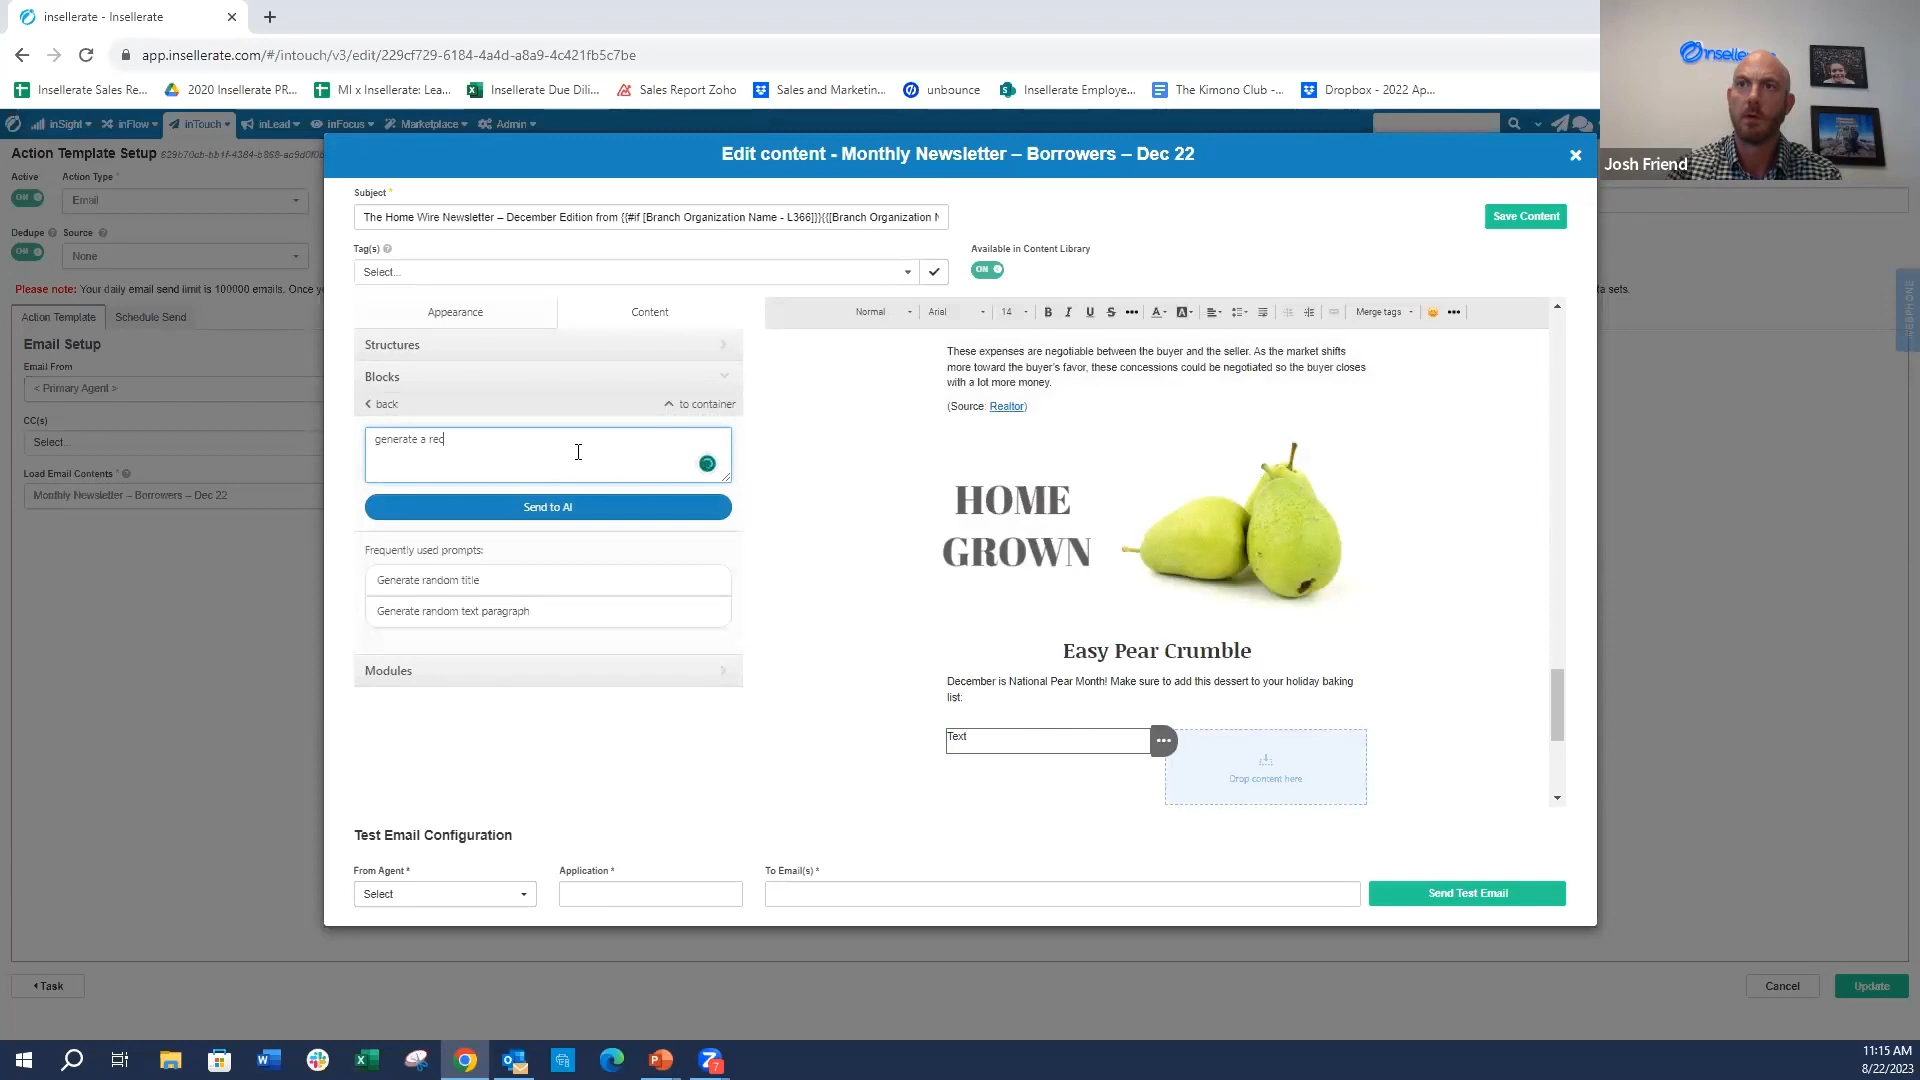 insellerate - Insellerate
app.insellerate.com/#/intouch/v3/edit/229cf729-6184-4a4d-a8a9-4c421fb5c7be
Insellerate Sales Re... 2020 Insellerate PR... MI x Insellerate: Lea... Insellerate Due Dili... Sales Report Zoho Sales and Marketin... unbounce Insellerate Employe... The Kimono Club -... Dropbox - 2022 Ap...
inSight inFlow inTouch inLead inFocus Marketplace Admin
Josh Friend
Action Template Setup
Active Action Type *
ON Email
Dedupe Source
ON None
Please note: Your daily email send limit is 100000 emails. Once
ta sets.
Action Template Schedule Send
Email Setup
Email From
< Primary Agent >
CC(s)
Select...
Load Email Contents *
Monthly Newsletter – Borrowers – Dec 22
Edit content - Monthly Newsletter – Borrowers – Dec 22
Subject *
The Home Wire Newsletter – December Edition from {{#if [Branch Organization Name - L366]}}{{[Branch Organization N
Save Content
Tag(s)
Select...
Available in Content Library
ON
Appearance Content
Structures
Blocks
back to container
generate a rec
Send to AI
Frequently used prompts:
Generate random title
Generate random text paragraph
Modules
Normal Arial 14 B I U S ••• A A Merge tags •••
These expenses are negotiable between the buyer and the seller. As the market shifts
more toward the buyer's favor, these concessions could be negotiated so the buyer closes
with a lot more money.
(Source: Realtor)
HOME
GROWN
Easy Pear Crumble
December is National Pear Month! Make sure to add this dessert to your holiday baking
list:
Text
Drop content here
Test Email Configuration
From Agent * Application * To Email(s) *
Select
Send Test Email
WEBPHONE
Task
Cancel Update
7
11:15 AM
8/22/2023